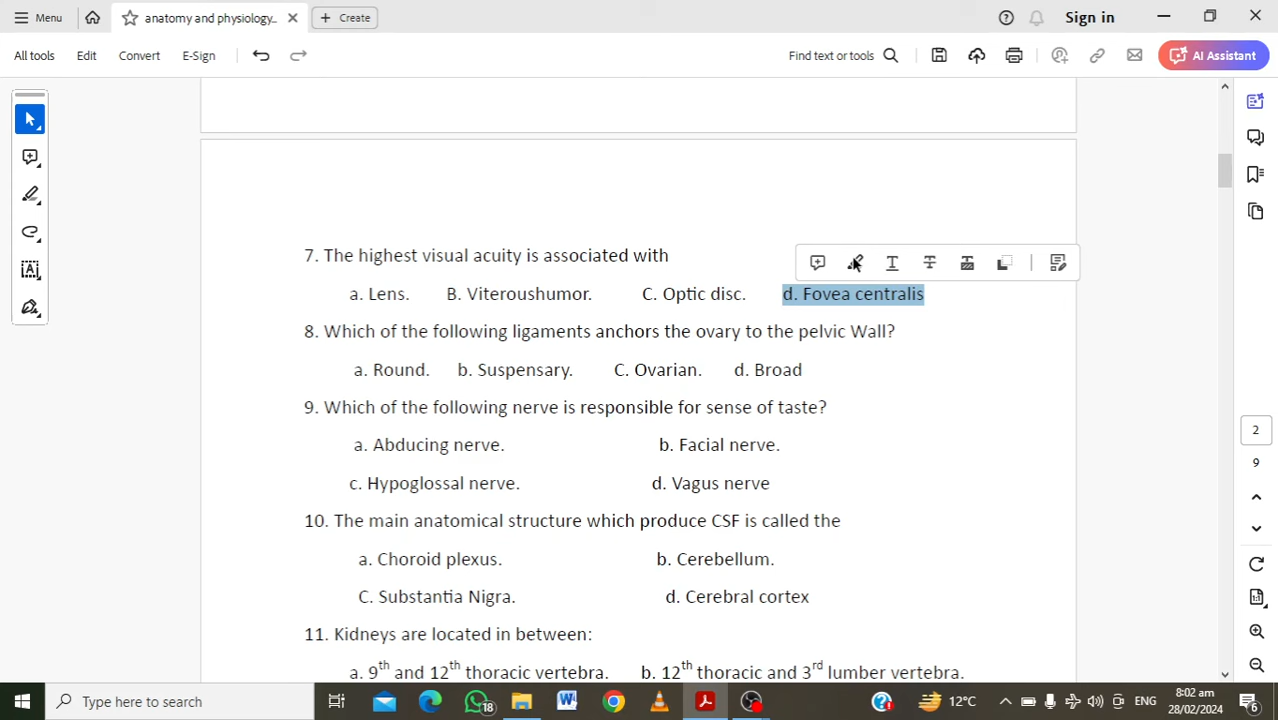 Menu anatomy and physiology... Create Sign in
All tools Edit Convert E-Sign Find text or tools AI Assistant
7. The highest visual acuity is associated with
a. Lens. B. Viteroushumor. C. Optic disc. d. Fovea centralis
8. Which of the following ligaments anchors the ovary to the pelvic Wall?
a. Round. b. Suspensary. C. Ovarian. d. Broad
9. Which of the following nerve is responsible for sense of taste?
a. Abducing nerve. b. Facial nerve.
c. Hypoglossal nerve. d. Vagus nerve
10. The main anatomical structure which produce CSF is called the
a. Choroid plexus. b. Cerebellum.
C. Substantia Nigra. d. Cerebral cortex
11. Kidneys are located in between:
a. 9th and 12th thoracic vertebra. b. 12th thoracic and 3rd lumber vertebra.
2
9
Type here to search 18 12°C ENG 8:02 am 28/02/2024 6